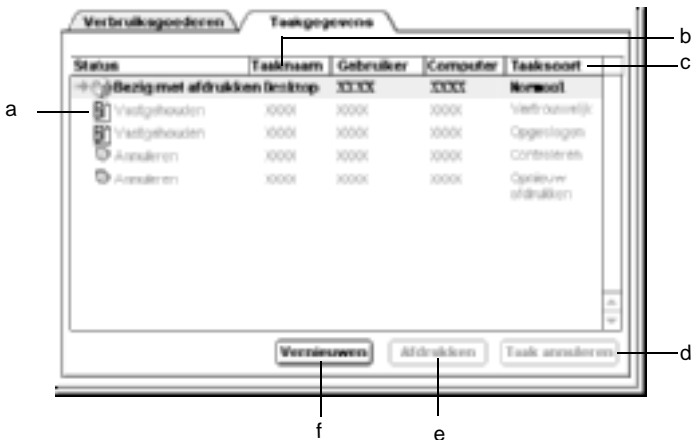 Verbruiksgoederen Taakgegevens
b
Status Taaknaam Gebruiker Computer Taaksoort
c
Bezig met afdrukken Desktop XXXX XXXX Normaal
a
Vastgehouden XXXX XXXX XXXX Vertrouwelijk
Vastgehouden XXXX XXXX XXXX Opgeslagen
Annuleren XXXX XXXX XXXX Controleren
Annuleren XXXX XXXX XXXX Opnieuw
afdrukken
Vernieuwen Afdrukken Taak annuleren
d
f
e